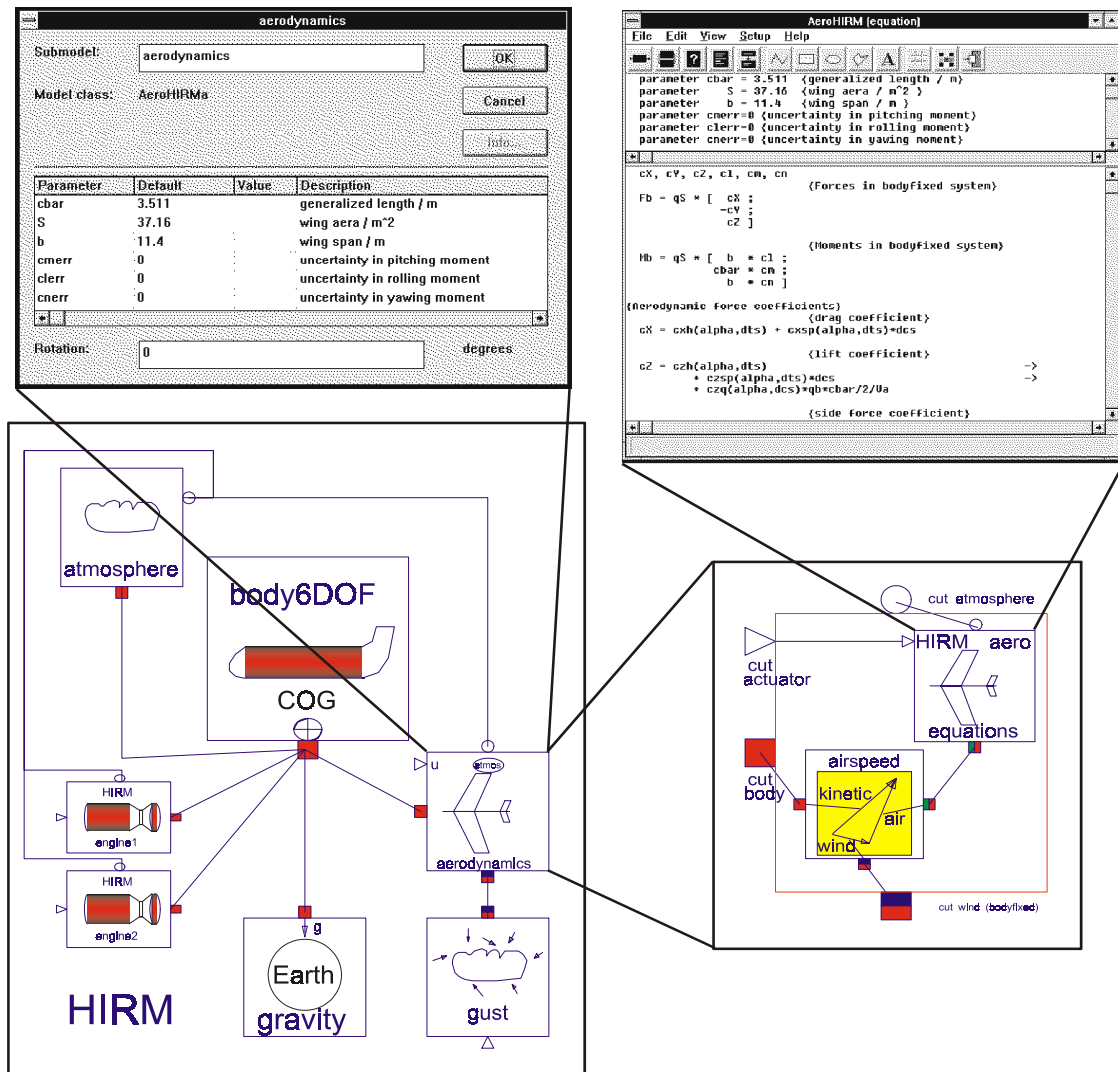 aerodynamics
Submodel: aerodynamics OK
Model class: AeroHIRMa Cancel
Info...
Parameter Default Value Description
cbar 3.511 generalized length / m
S 37.16 wing aera / m^2
b 11.4 wing span / m
cmerr 0 uncertainty in pitching moment
clerr 0 uncertainty in rolling moment
cnerr 0 uncertainty in yawing moment
Rotation: 0 degrees
AeroHIRM (equation)
File Edit View Setup Help
? A
parameter cbar = 3.511 {generalized length / m}
parameter S = 37.16 {wing aera / m^2 }
parameter b = 11.4 {wing span / m }
parameter cmerr=0 {uncertainty in pitching moment}
parameter clerr=0 {uncertainty in rolling moment}
parameter cnerr=0 {uncertainty in yawing moment}
cX, cY, cZ, cl, cm, cn
{Forces in bodyfixed system}
Fb = qS * [ cX ;
-cY ;
cZ ]
{Moments in bodyfixed system}
Mb = qS * [ b * cl ;
cbar * cm ;
b * cn ]
{Aerodynamic force coefficients}
{drag coefficient}
cX = cxh(alpha,dts) + cxsp(alpha,dts)*dcs
{lift coefficient}
cZ = czh(alpha,dts) ->
+ czsp(alpha,dts)*dcs ->
+ czq(alpha,dcs)*qb*cbar/2/Va
{side force coefficient}
atmosphere
body6DOF
COG
u atmos
aerodynamics
HIRM
engine1
HIRM
engine2
g
Earth
gravity
gust
HIRM
cut atmosphere
HIRM aero
cut
actuator
equations
airspeed
cut
body
kinetic
air
wind
cut wind (bodyfixed)